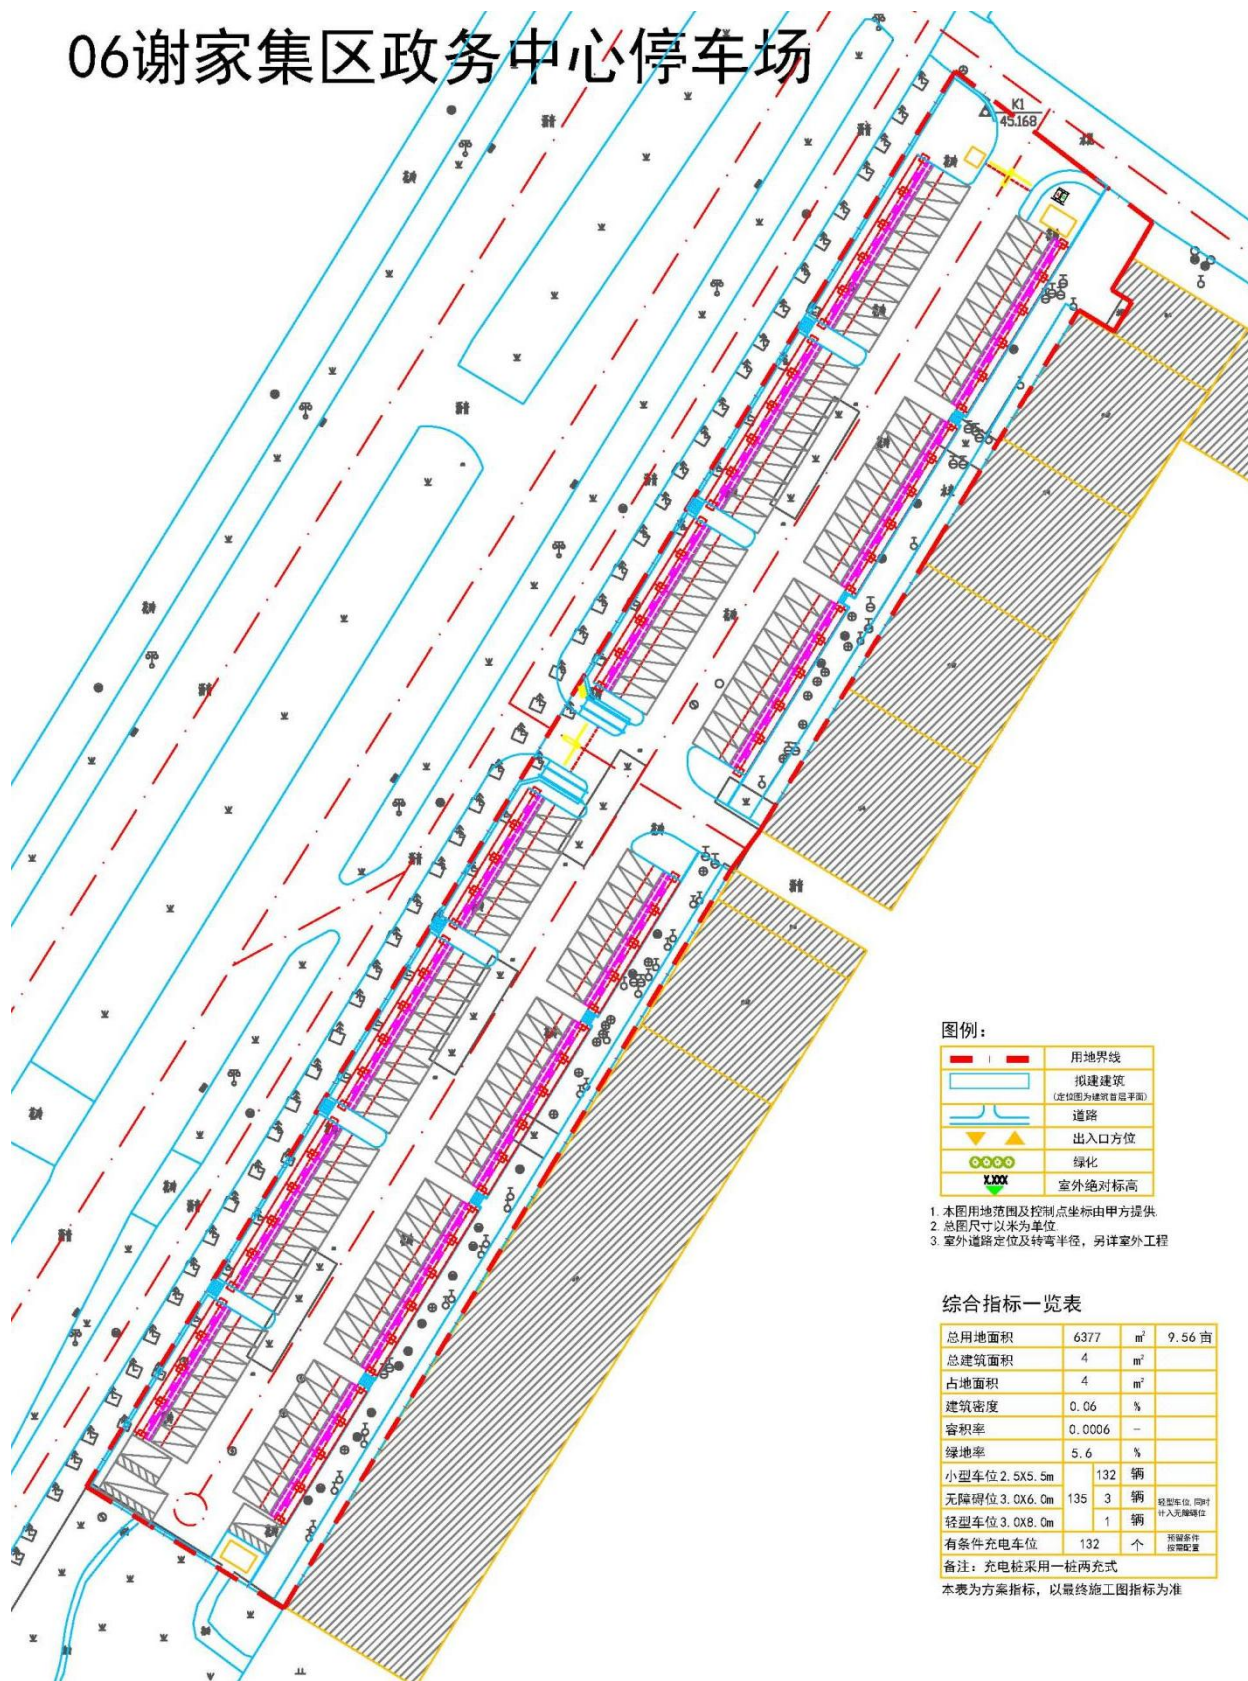 06谢家集区政务中心停车场
K1
45.168
图例：
用地界线
拟建建筑
(定位图为建筑首层平面)
道路
出入口方位
绿化
X.XXX 室外绝对标高
1. 本图用地范围及控制点坐标由甲方提供.
2. 总图尺寸以米为单位.
3. 室外道路定位及转弯半径，另详室外工程
综合指标一览表
总用地面积 6377 m² 9.56 亩
总建筑面积 4 m²
占地面积 4 m²
建筑密度 0.06 %
容积率 0.0006 -
绿地率 5.6 %
小型车位2.5X5.5m 135 132 辆
无障碍位3.0X6.0m 3 辆 轻型车位,同时计入无障碍位
轻型车位3.0X8.0m 1 辆
有条件充电车位 132 个 预留条件 按需配置
备注：充电桩采用一桩两充式
本表为方案指标，以最终施工图指标为准